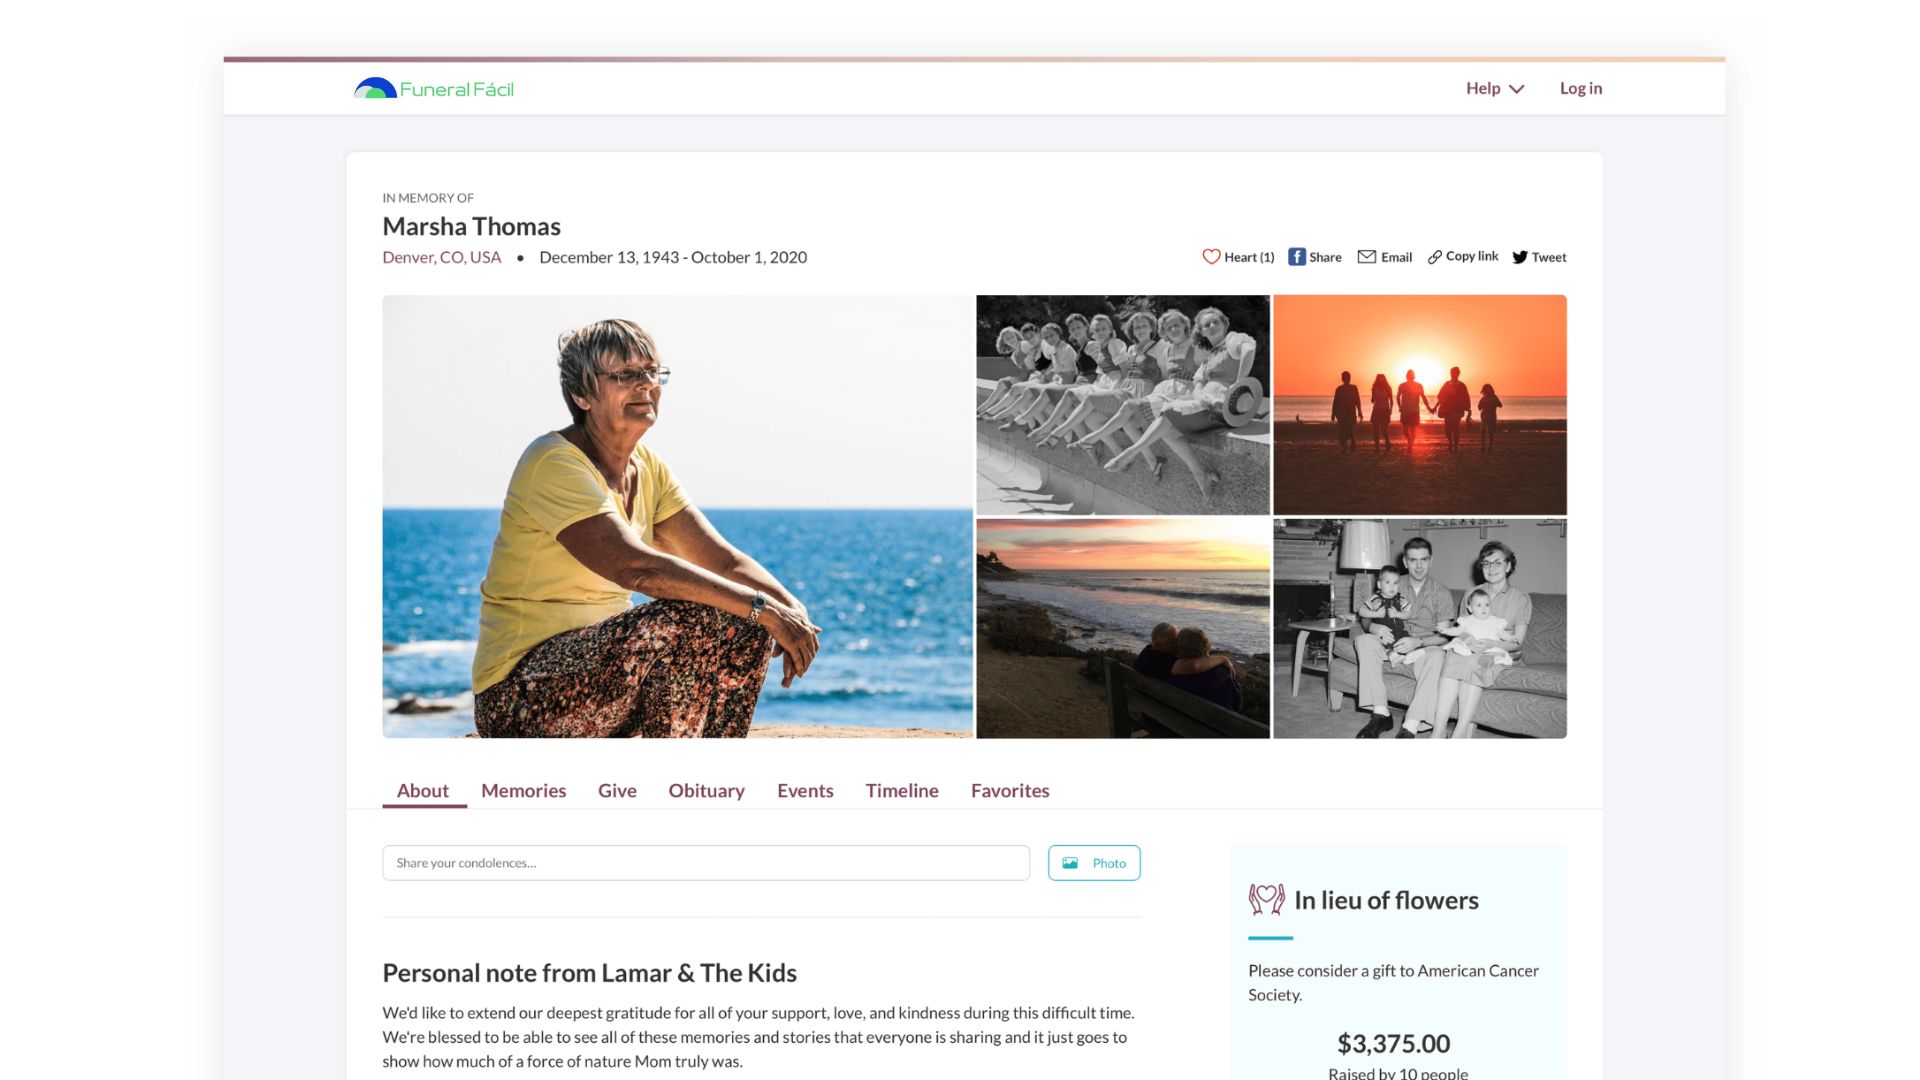 Funeral Fácil
Help
Log in
IN MEMORY OF
Marsha Thomas
Denver, CO, USA • December 13, 1943 - October 1, 2020
Heart (1)
Share
Email
Copy link
Tweet
About
Memories
Give
Obituary
Events
Timeline
Favorites
Share your condolences...
Photo
Personal note from Lamar & The Kids
We'd like to extend our deepest gratitude for all of your support, love, and kindness during this difficult time.
We're blessed to be able to see all of these memories and stories that everyone is sharing and it just goes to
show how much of a force of nature Mom truly was.
In lieu of flowers
Please consider a gift to American Cancer
Society.
$3,375.00
Raised by 10 people